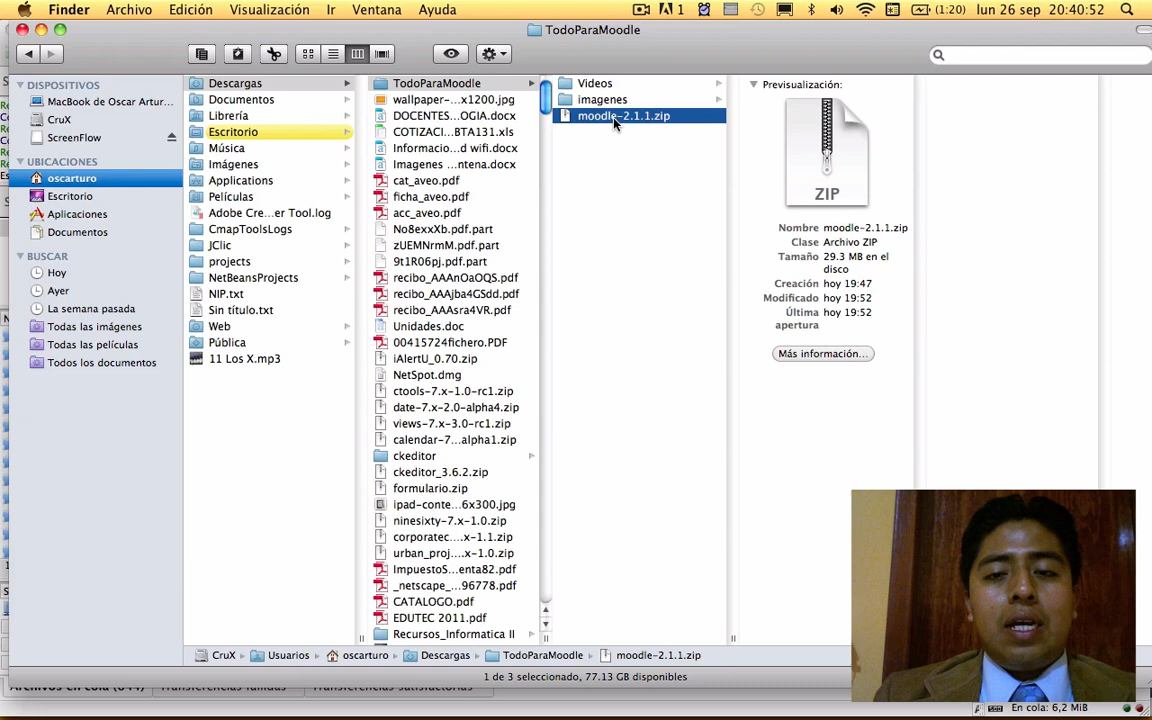 Finder Archivo Edición Visualización Ir Ventana Ayuda 1 (1:20) lun 26 sep 20:40:52
TodoParaMoodle
DISPOSITIVOS
MacBook de Oscar Artur...
CruX
ScreenFlow
UBICACIONES
oscarturo
Escritorio
Aplicaciones
Documentos
BUSCAR
Hoy
Ayer
La semana pasada
Todas las imágenes
Todas las películas
Todos los documentos
Descargas
Documentos
Librería
Escritorio
Música
Imágenes
Applications
Películas
Adobe Cre...er Tool.log
CmapToolsLogs
JClic
projects
NetBeansProjects
NIP.txt
Sin título.txt
Web
Pública
11 Los X.mp3
TodoParaMoodle
wallpaper-...x1200.jpg
DOCENTES...OGIA.docx
COTIZACI...BTA131.xls
Informacio...d wifi.docx
Imagenes ...ntena.docx
cat_aveo.pdf
ficha_aveo.pdf
acc_aveo.pdf
No8exxXb.pdf.part
zUEMNrmM.pdf.part
9t1R06pj.pdf.part
recibo_AAAnOaOQS.pdf
recibo_AAAjba4GSdd.pdf
recibo_AAAsra4VR.pdf
Unidades.doc
00415724fichero.PDF
iAlertU_0.70.zip
NetSpot.dmg
ctools-7.x-1.0-rc1.zip
date-7.x-2.0-alpha4.zip
views-7.x-3.0-rc1.zip
calendar-7....alpha1.zip
ckeditor
ckeditor_3.6.2.zip
formulario.zip
ipad-conte...6x300.jpg
ninesixty-7.x-1.0.zip
corporatec....x-1.1.zip
urban_proj....x-1.0.zip
ImpuestoS...enta82.pdf
_netscape_...96778.pdf
CATALOGO.pdf
EDUTEC 2011.pdf
Recursos_Informatica II
Videos
imagenes
moodle-2.1.1.zip
Previsualización:
ZIP
Nombre moodle-2.1.1.zip
Clase Archivo ZIP
Tamaño 29.3 MB en el
disco
Creación hoy 19:47
Modificado hoy 19:52
Última hoy 19:52
apertura
Más información...
CruX Usuarios oscarturo Descargas TodoParaMoodle moodle-2.1.1.zip
1 de 3 seleccionado, 77.13 GB disponibles
En cola: 6,2 MiB